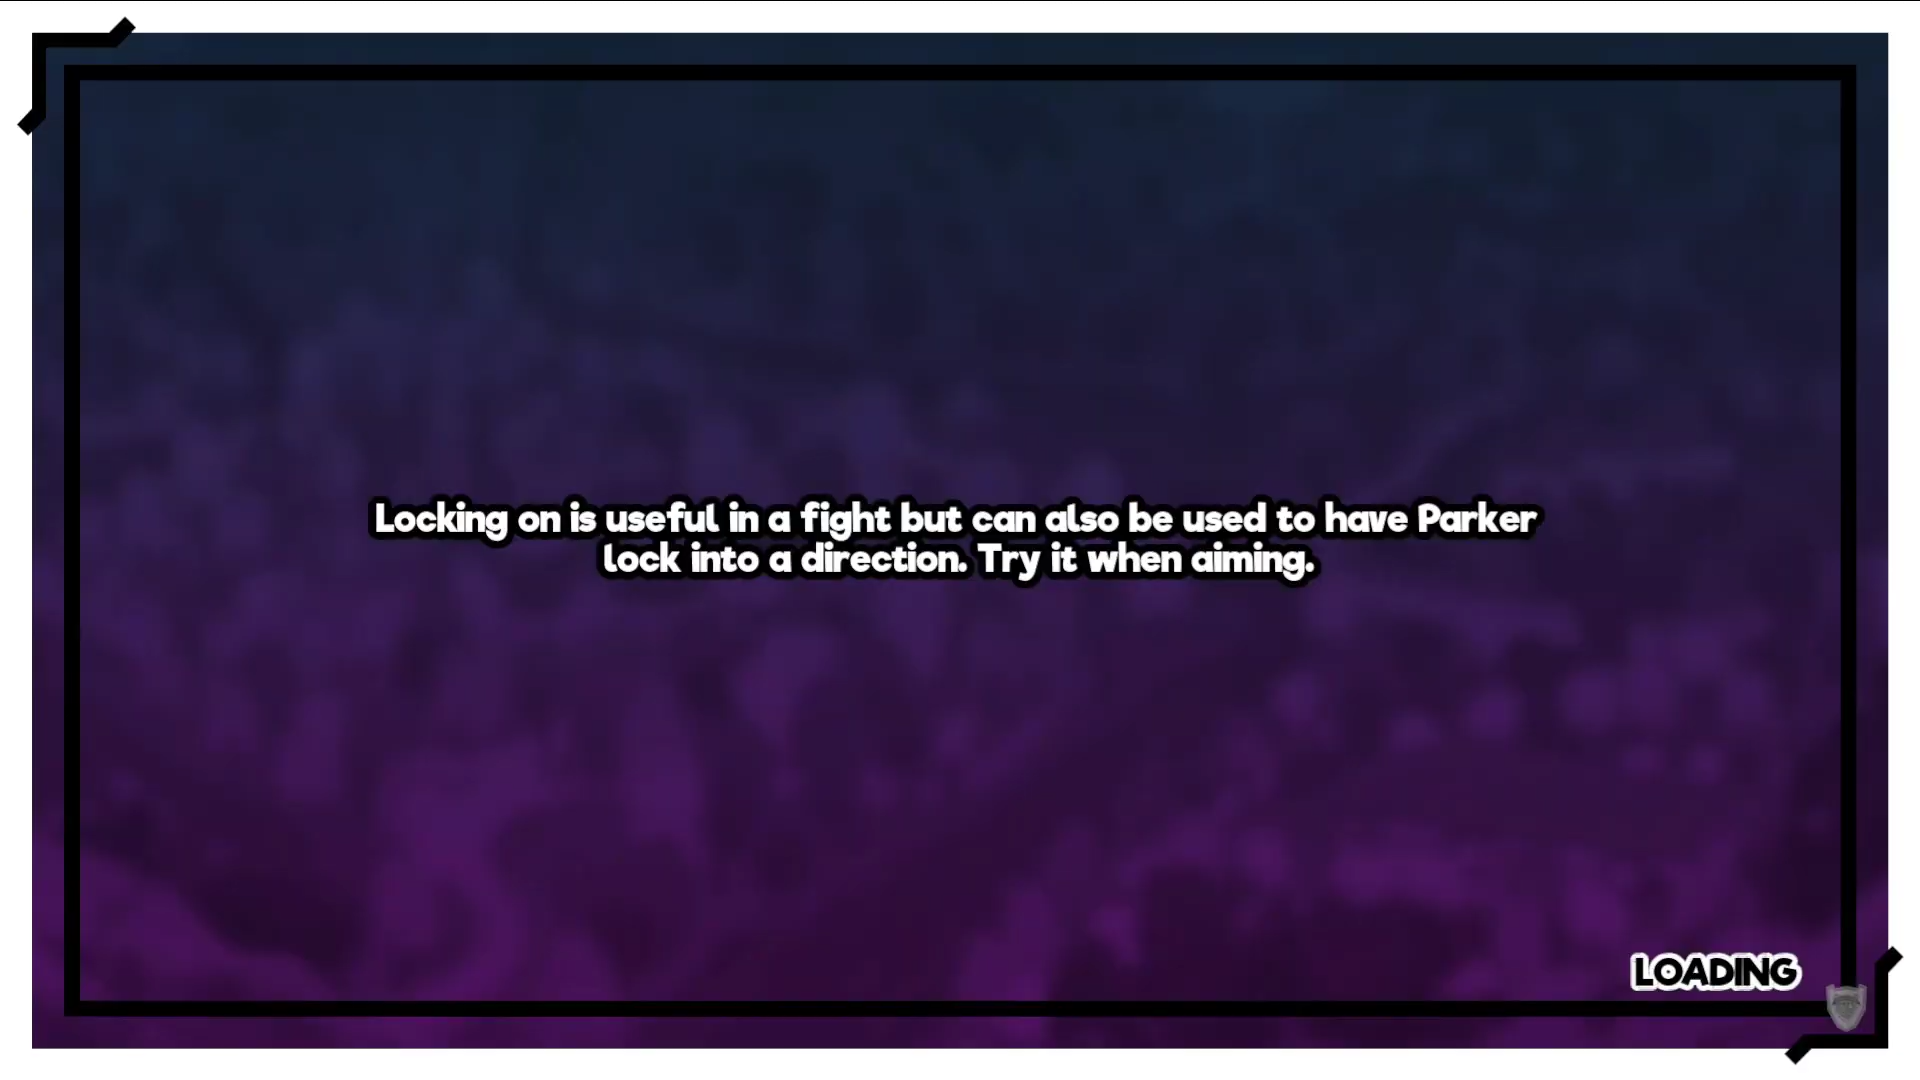 Locking on is useful in a fight but can also be used to have Parker
lock into a direction. Try it when aiming.
LOADING